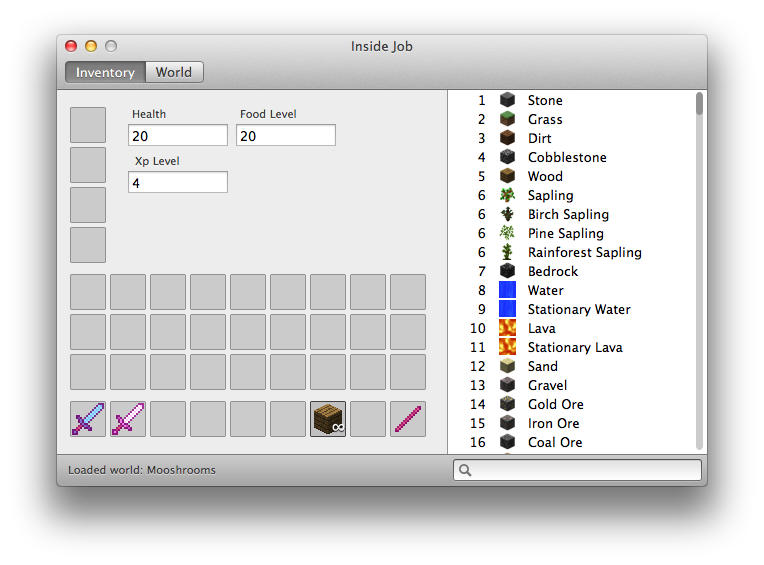 Inside Job
Inventory World
Health Food Level
20 20
Xp Level
4
∞
1 Stone
2 Grass
3 Dirt
4 Cobblestone
5 Wood
6 Sapling
6 Birch Sapling
6 Pine Sapling
6 Rainforest Sapling
7 Bedrock
8 Water
9 Stationary Water
10 Lava
11 Stationary Lava
12 Sand
13 Gravel
14 Gold Ore
15 Iron Ore
16 Coal Ore
Loaded world: Mooshrooms